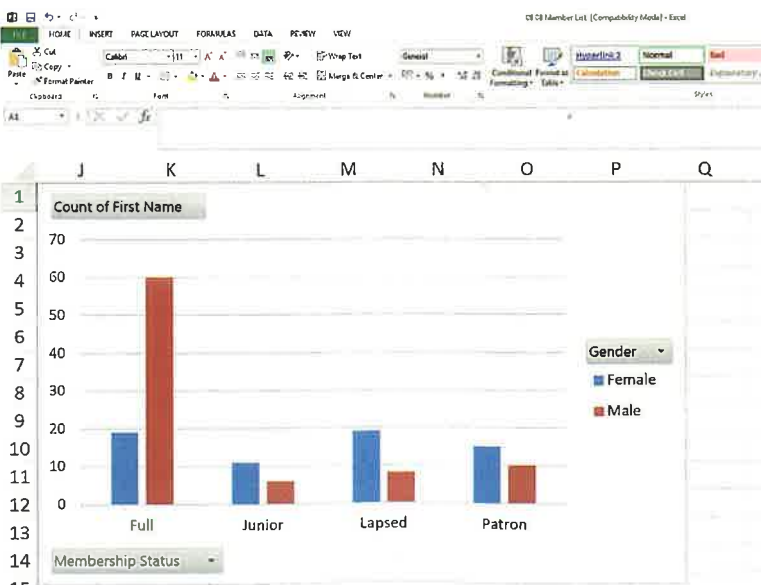 C8 C8 Member List [Compatibility Mode] - Excel
FILE HOME INSERT PAGE LAYOUT FORMULAS DATA REVIEW VIEW
Cut
Calibri 11 Wrap Text General Hyperlink 2 Normal Bad
Copy
Paste Format Painter B I U Merge & Center % Conditional Formatting Format as Table Calculation Check Cell Explanatory
Clipboard Font Alignment Number Styles
A1 fx
J K L M N O P Q
1
Count of First Name
2
70
3
4
60
5
50
6
40
Gender
7
30
Female
8
Male
9
20
10
10
11
12
0
13
Full Junior Lapsed Patron
14
Membership Status